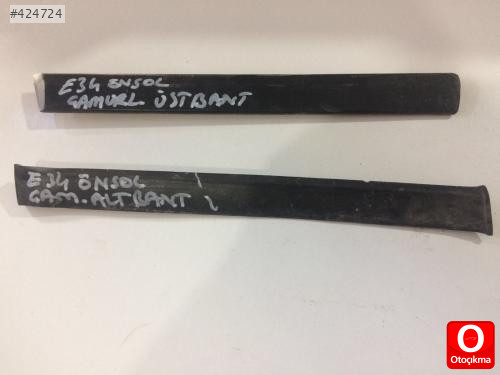 #424724
E34 ÖNSOL
ÇAMURL ÜSTBANT
E34 ÖNSOL
ÇAM. ALTBANT
O
Otoçıkma